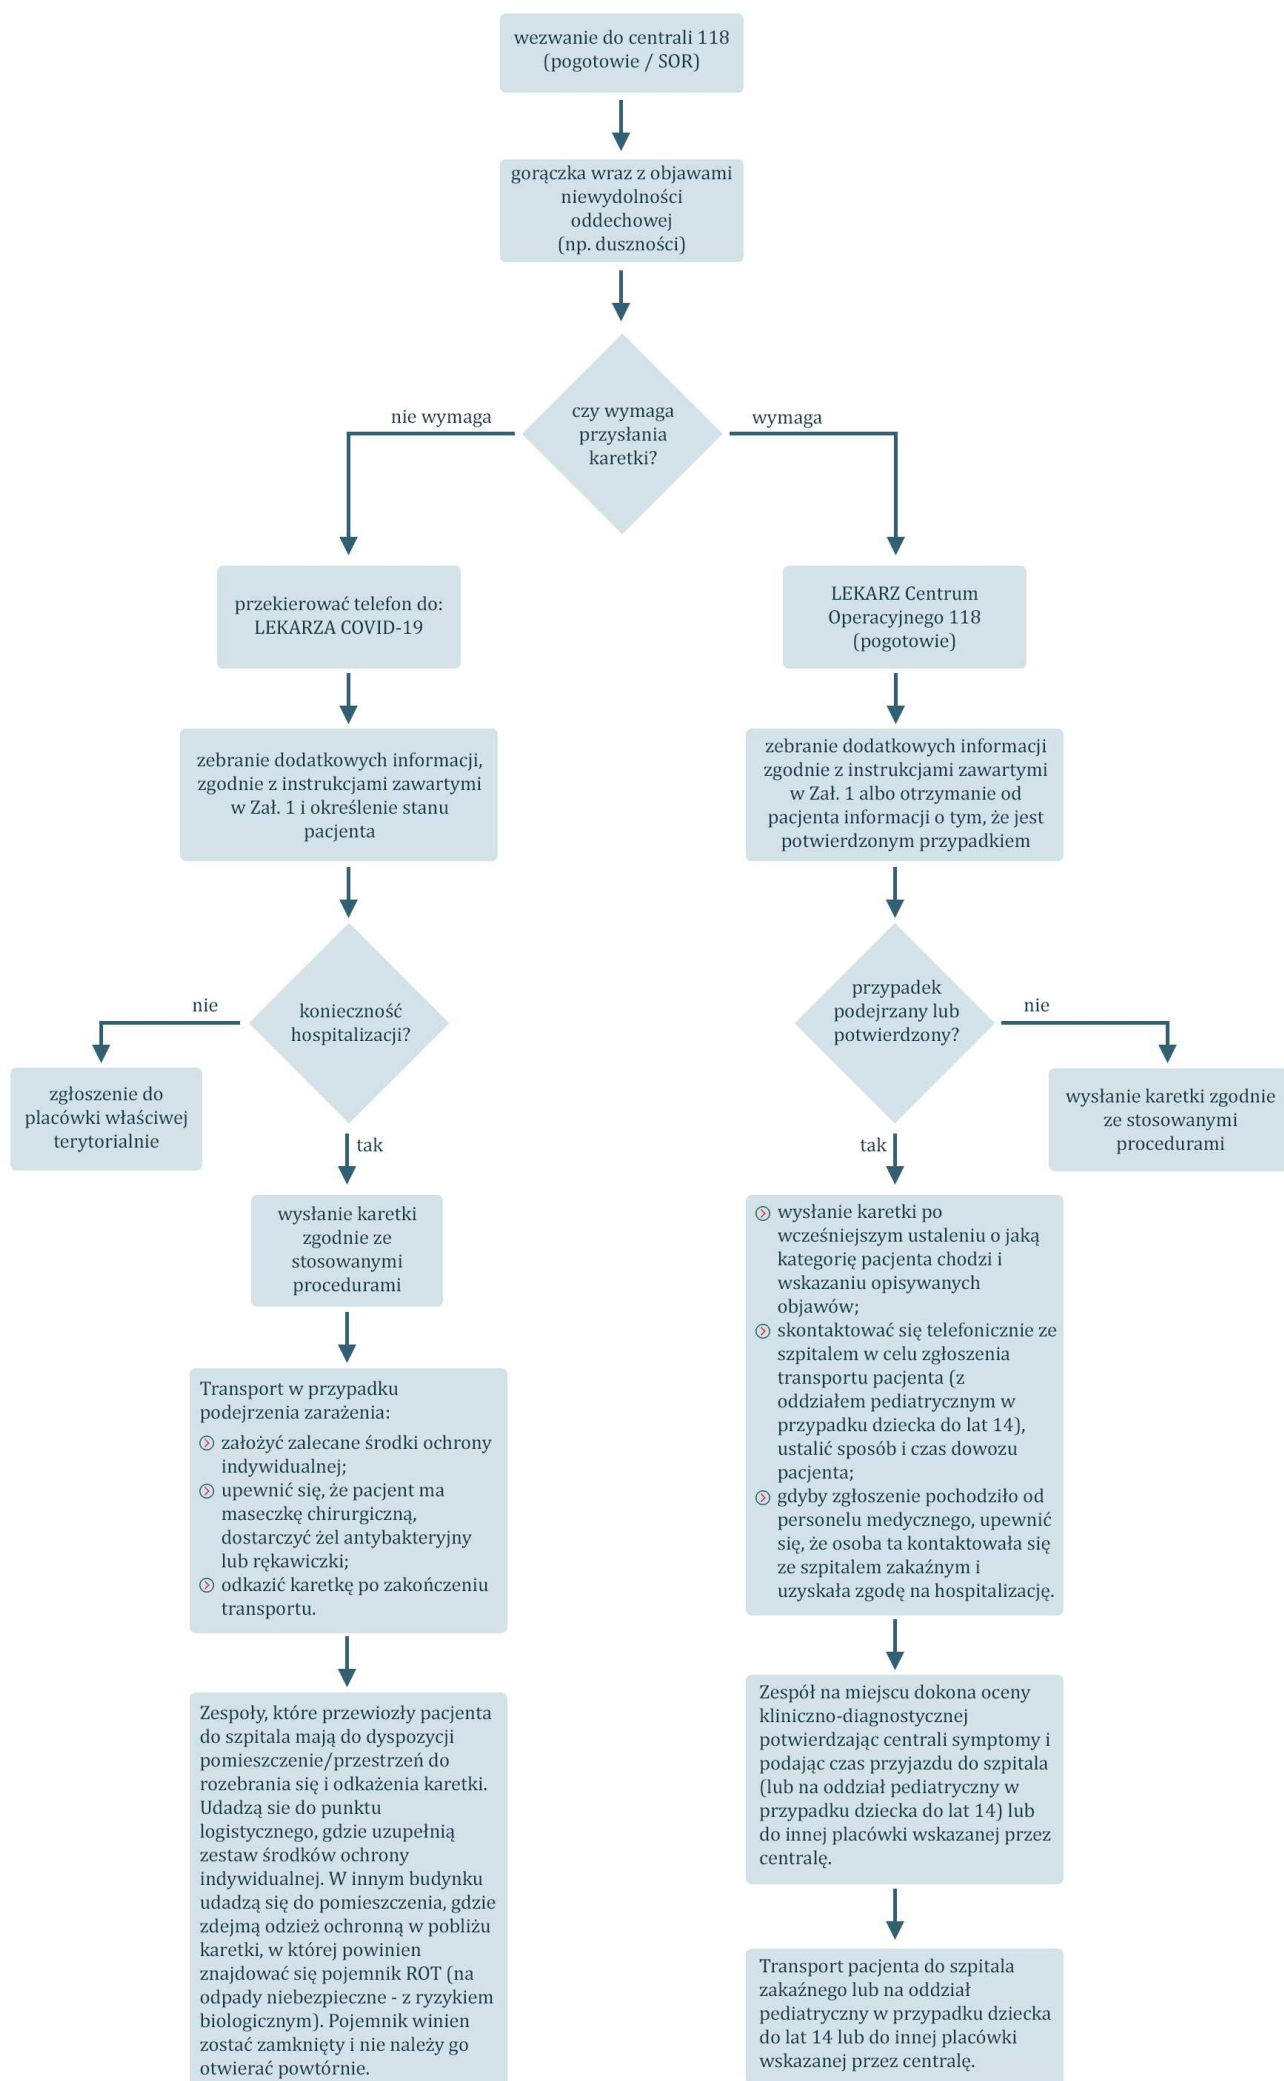 wezwanie do centrali 118
(pogotowie / SOR)
gorączka wraz z objawami
niewydolności
oddechowej
(np. duszności)
czy wymaga
przysłania
karetki?
nie wymaga
wymaga
przekierować telefon do:
LEKARZA COVID-19
LEKARZ Centrum
Operacyjnego 118
(pogotowie)
zebranie dodatkowych informacji,
zgodnie z instrukcjami zawartymi
w Zał. 1 i określenie stanu
pacjenta
zebranie dodatkowych informacji
zgodnie z instrukcjami zawartymi
w Zał. 1 albo otrzymanie od
pacjenta informacji o tym, że jest
potwierdzonym przypadkiem
konieczność
hospitalizacji?
nie
tak
przypadek
podejrzany lub
potwierdzony?
nie
tak
zgłoszenie do
placówki właściwej
terytorialnie
wysłanie karetki zgodnie
ze stosowanymi
procedurami
wysłanie karetki
zgodnie ze
stosowanymi
procedurami
Transport w przypadku
podejrzenia zarażenia:
założyć zalecane środki ochrony
indywidualnej;
upewnić się, że pacjent ma
maseczkę chirurgiczną,
dostarczyć żel antybakteryjny
lub rękawiczki;
odkazić karetkę po zakończeniu
transportu.
Zespoły, które przewiozły pacjenta
do szpitala mają do dyspozycji
pomieszczenie/przestrzeń do
rozebrania się i odkażenia karetki.
Udadzą sie do punktu
logistycznego, gdzie uzupełnią
zestaw środków ochrony
indywidualnej. W innym budynku
udadzą się do pomieszczenia, gdzie
zdejmą odzież ochronną w pobliżu
karetki, w której powinien
znajdować się pojemnik ROT (na
odpady niebezpieczne - z ryzykiem
biologicznym). Pojemnik winien
zostać zamknięty i nie należy go
otwierać powtórnie.
wysłanie karetki po
wcześniejszym ustaleniu o jaką
kategorię pacjenta chodzi i
wskazaniu opisywanych
objawów;
skontaktować się telefonicznie ze
szpitalem w celu zgłoszenia
transportu pacjenta (z
oddziałem pediatrycznym w
przypadku dziecka do lat 14),
ustalić sposób i czas dowozu
pacjenta;
gdyby zgłoszenie pochodziło od
personelu medycznego, upewnić
się, że osoba ta kontaktowała się
ze szpitalem zakaźnym i
uzyskała zgodę na hospitalizację.
Zespół na miejscu dokona oceny
kliniczno-diagnostycznej
potwierdzając centrali symptomy i
podając czas przyjazdu do szpitala
(lub na oddział pediatryczny w
przypadku dziecka do lat 14) lub
do innej placówki wskazanej przez
centralę.
Transport pacjenta do szpitala
zakaźnego lub na oddział
pediatryczny w przypadku dziecka
do lat 14 lub do innej placówki
wskazanej przez centralę.